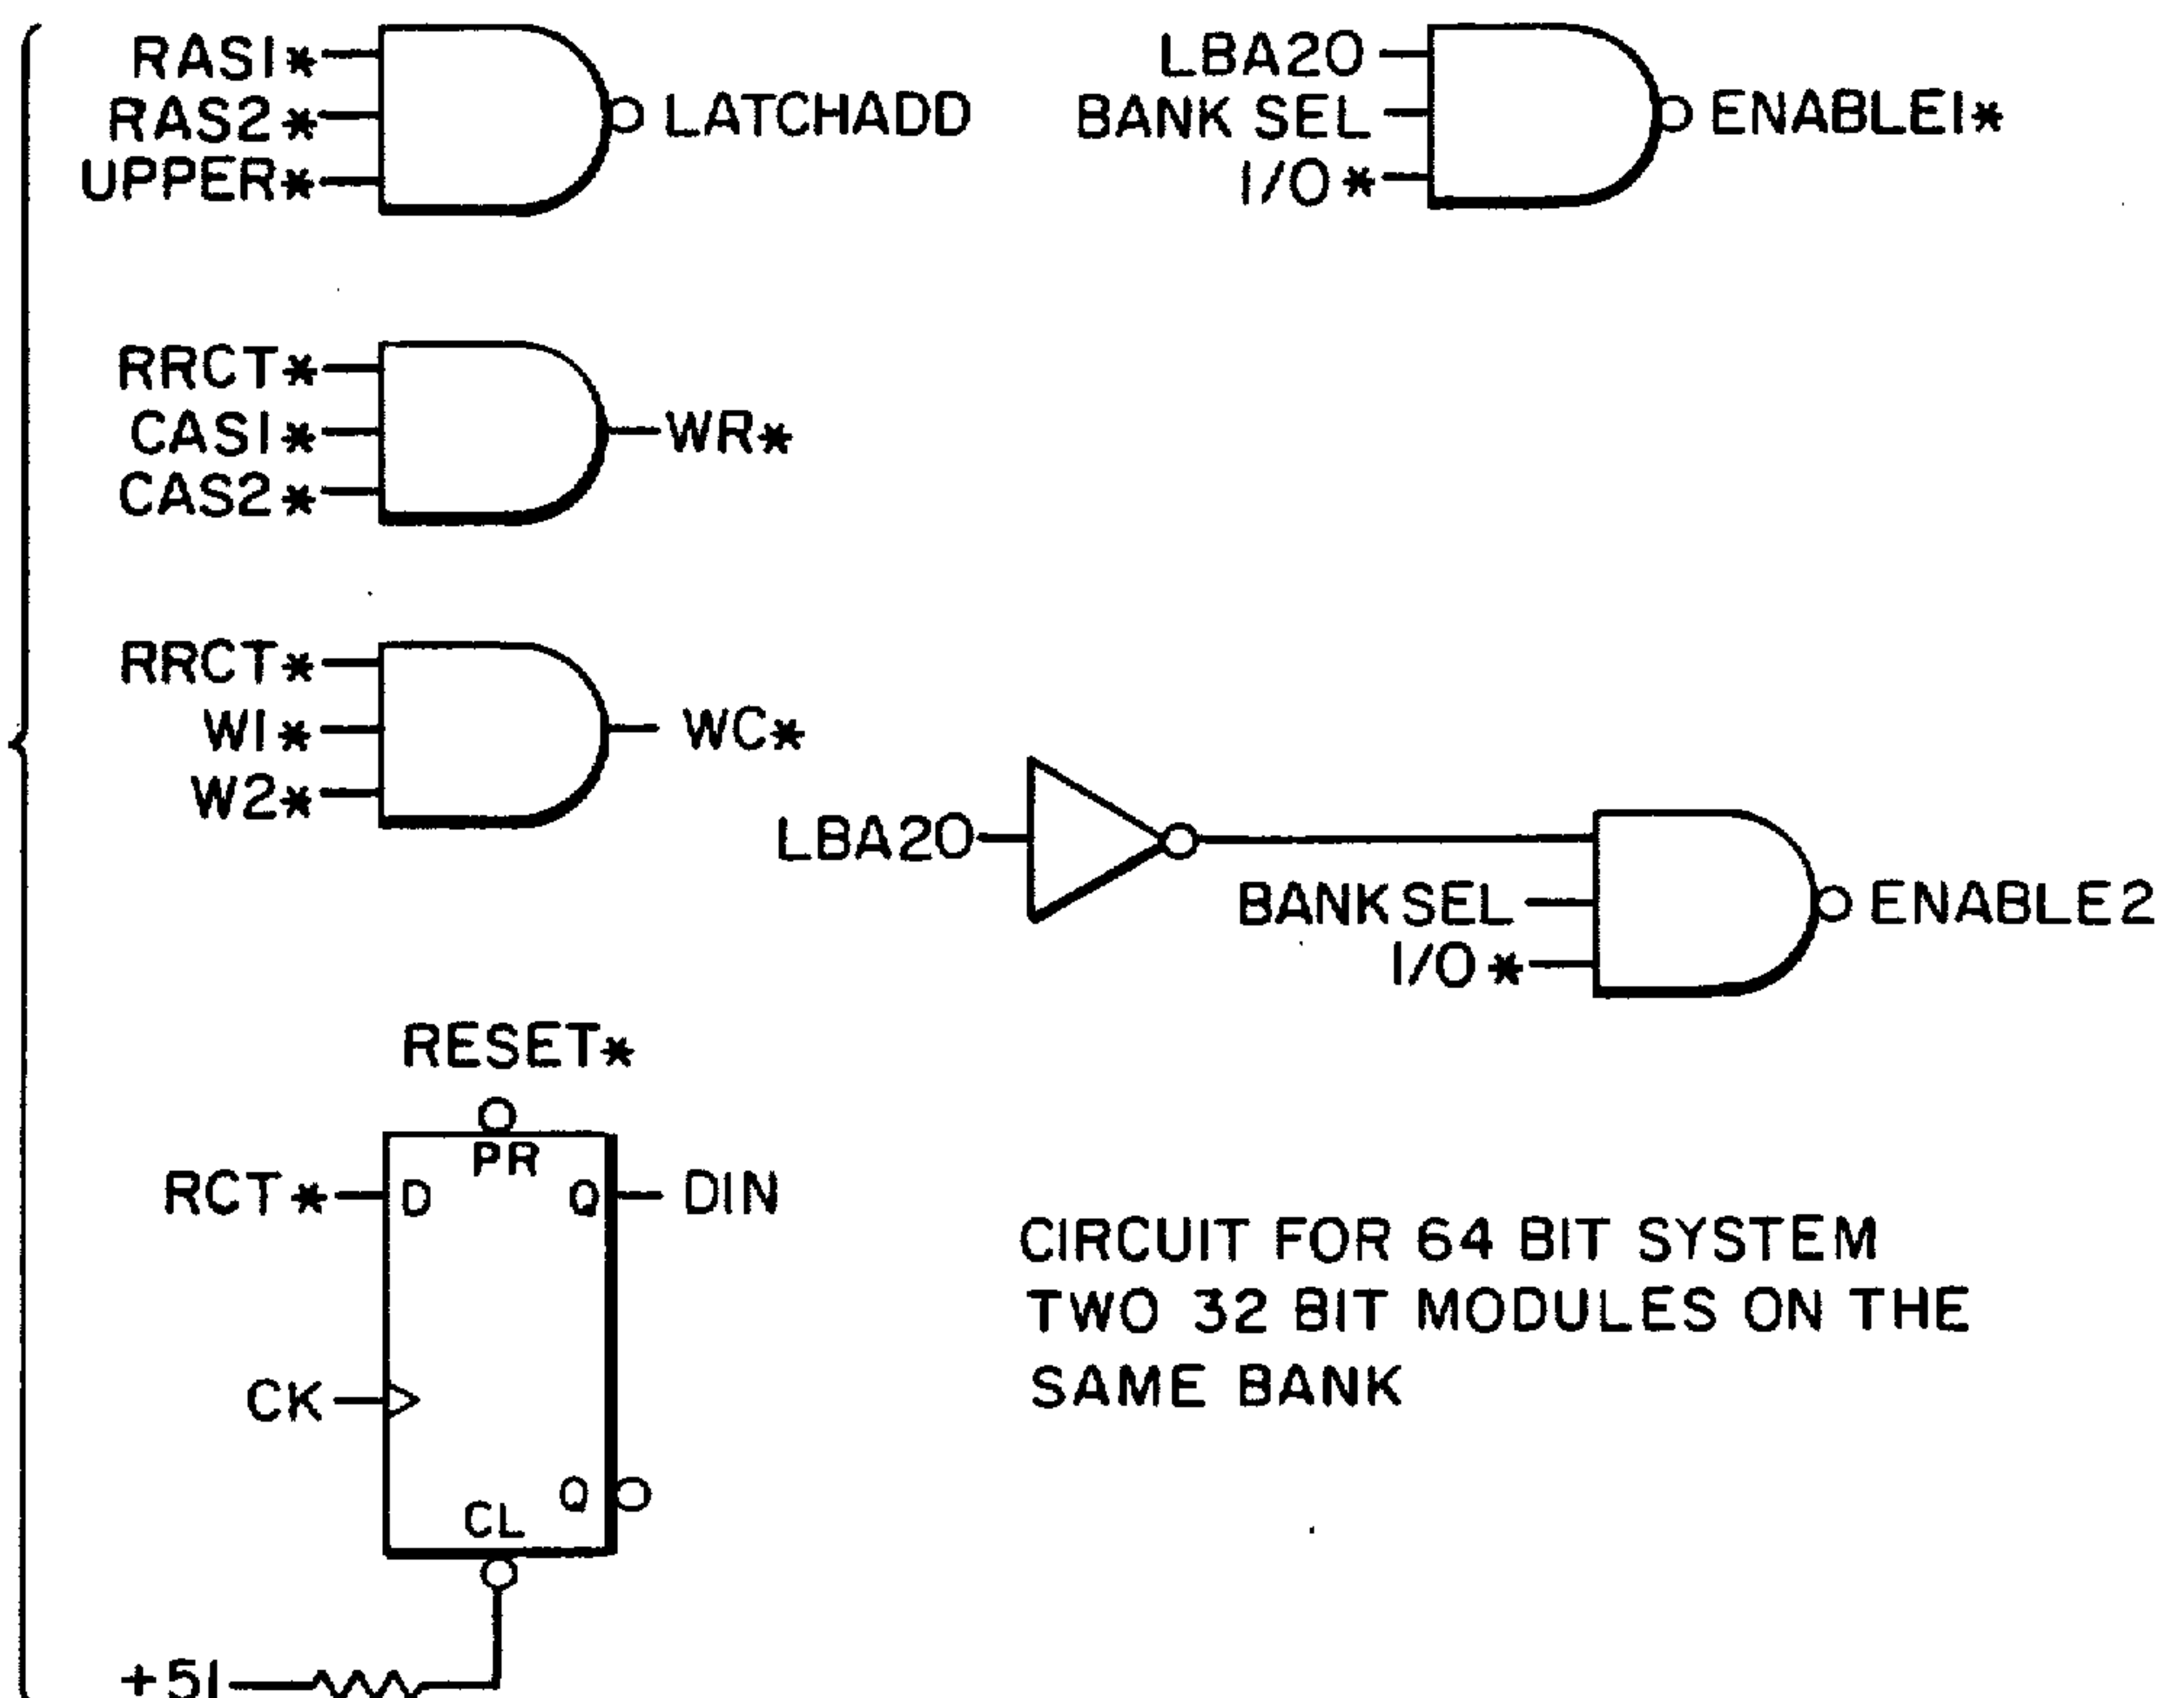 RAS1*
RAS2*
UPPER*
LATCHADD
LBA20
BANK SEL
I/O*
ENABLE1*
RRCT*
CAS1*
CAS2*
WR*
RRCT*
W1*
W2*
WC*
LBA20
BANK SEL
I/O*
ENABLE2
RESET*
PR
RCT*
D
Q
DIN
CK
Q
CL
+5
CIRCUIT FOR 64 BIT SYSTEM
TWO 32 BIT MODULES ON THE
SAME BANK